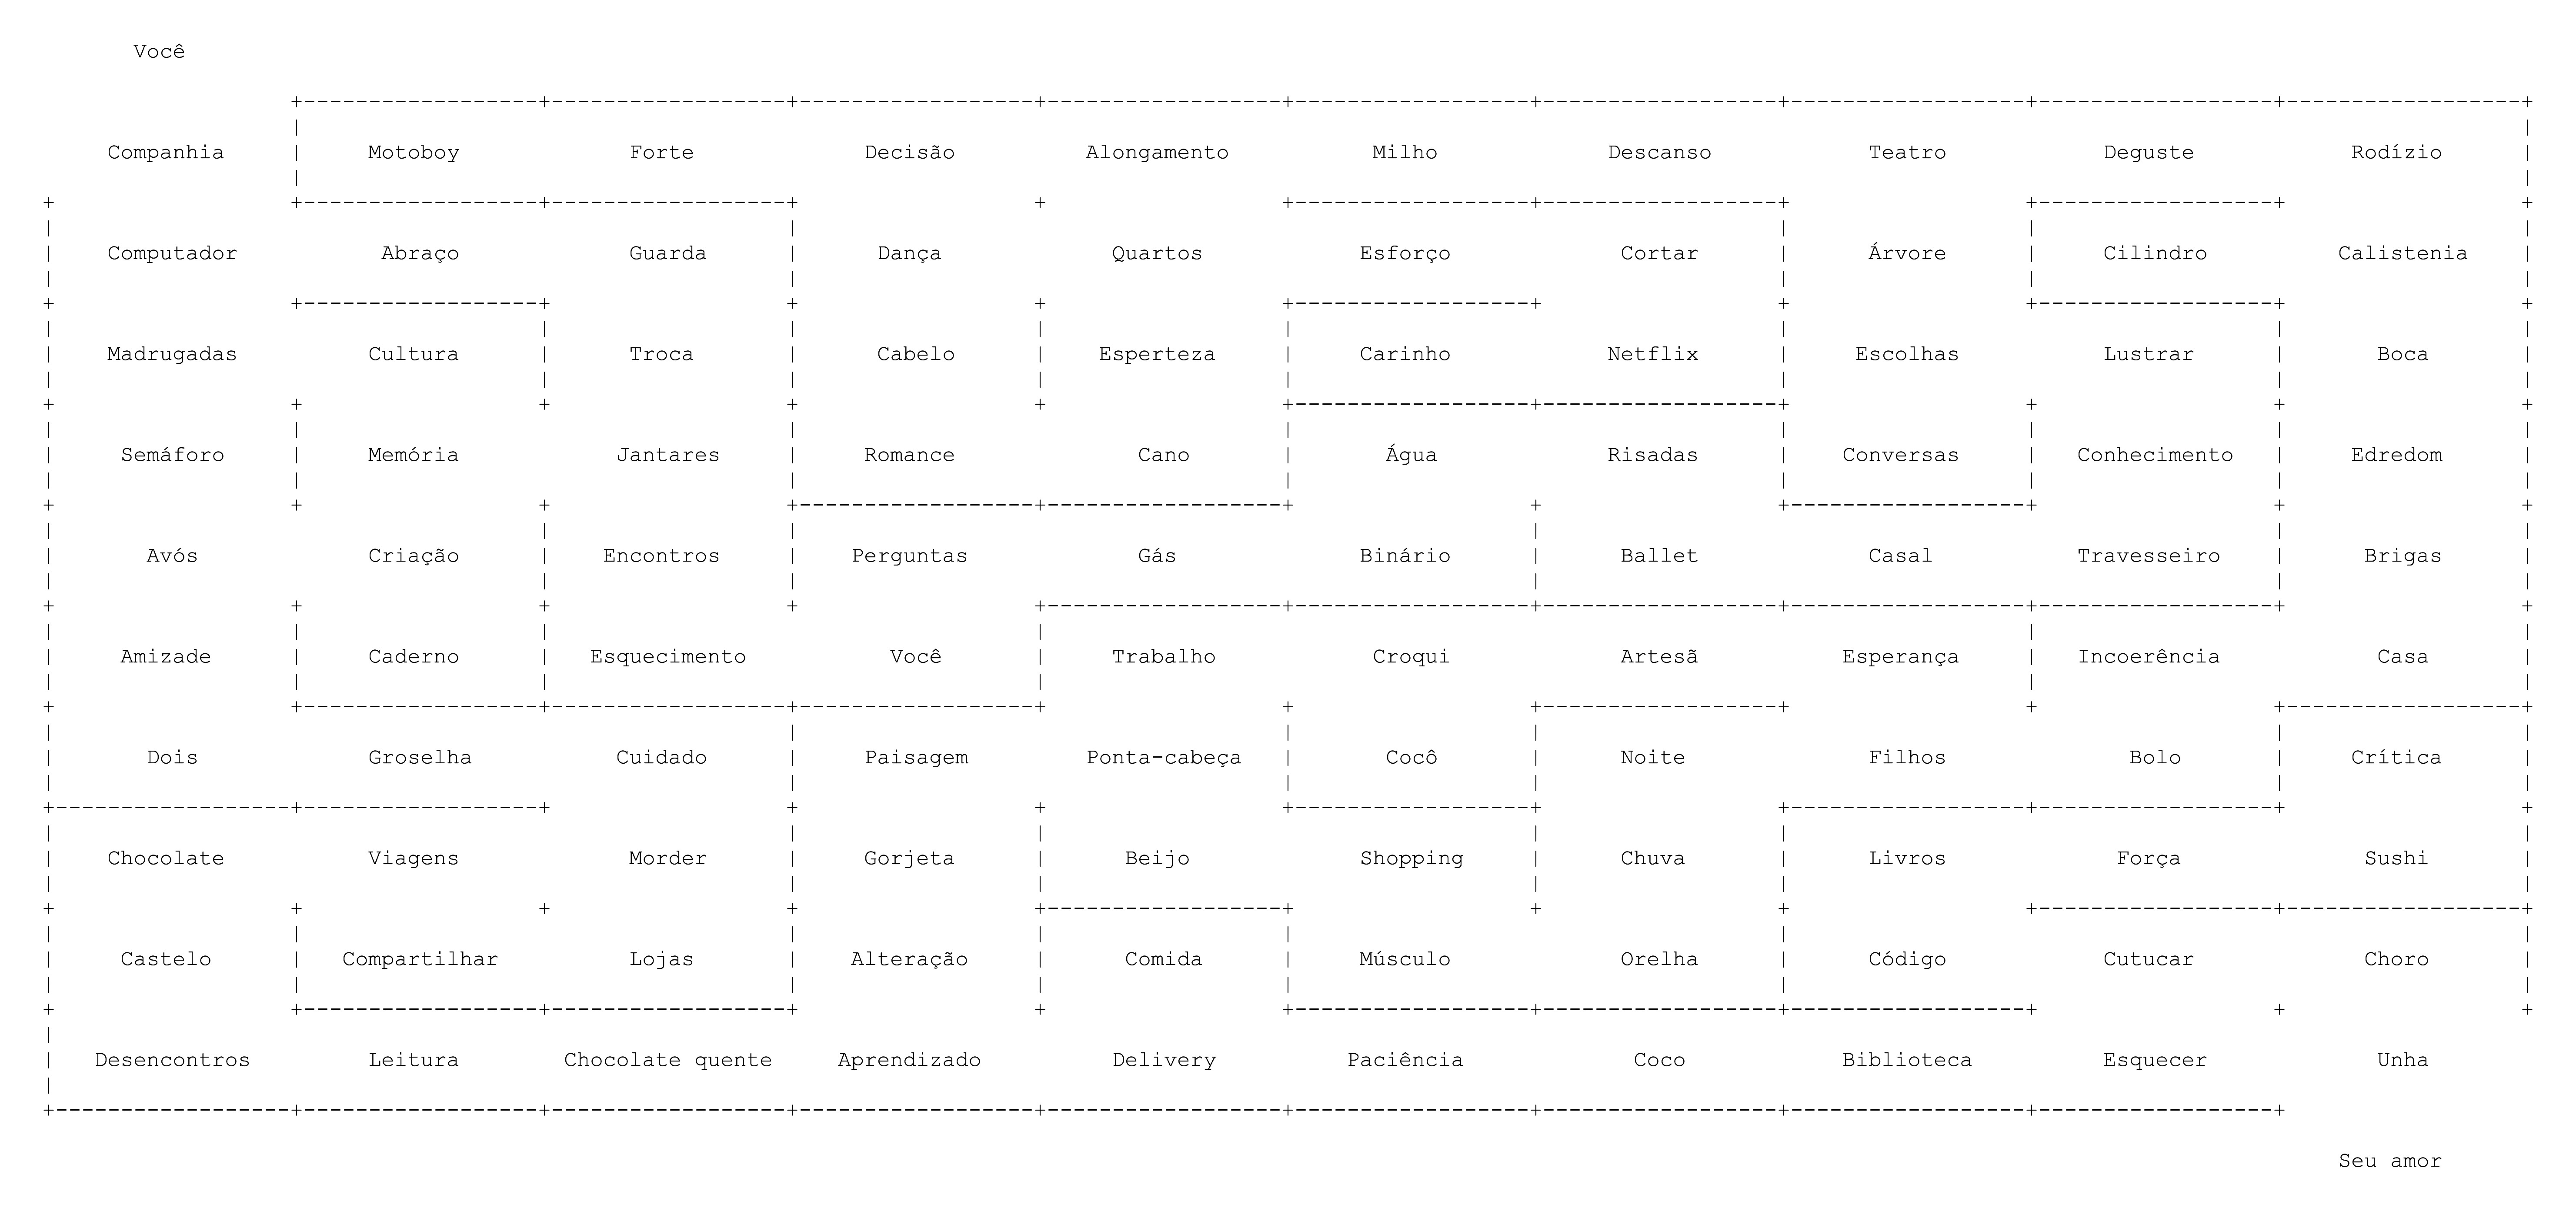 Você
Companhia Motoboy Forte Decisão Alongamento Milho Descanso Teatro Deguste Rodízio
Computador Abraço Guarda Dança Quartos Esforço Cortar Árvore Cilindro Calistenia
Madrugadas Cultura Troca Cabelo Esperteza Carinho Netflix Escolhas Lustrar Boca
Semáforo Memória Jantares Romance Cano Água Risadas Conversas Conhecimento Edredom
Avós Criação Encontros Perguntas Gás Binário Ballet Casal Travesseiro Brigas
Amizade Caderno Esquecimento Você Trabalho Croqui Artesã Esperança Incoerência Casa
Dois Groselha Cuidado Paisagem Ponta-cabeça Cocô Noite Filhos Bolo Crítica
Chocolate Viagens Morder Gorjeta Beijo Shopping Chuva Livros Força Sushi
Castelo Compartilhar Lojas Alteração Comida Músculo Orelha Código Cutucar Choro
Desencontros Leitura Chocolate quente Aprendizado Delivery Paciência Coco Biblioteca Esquecer Unha
Seu amor